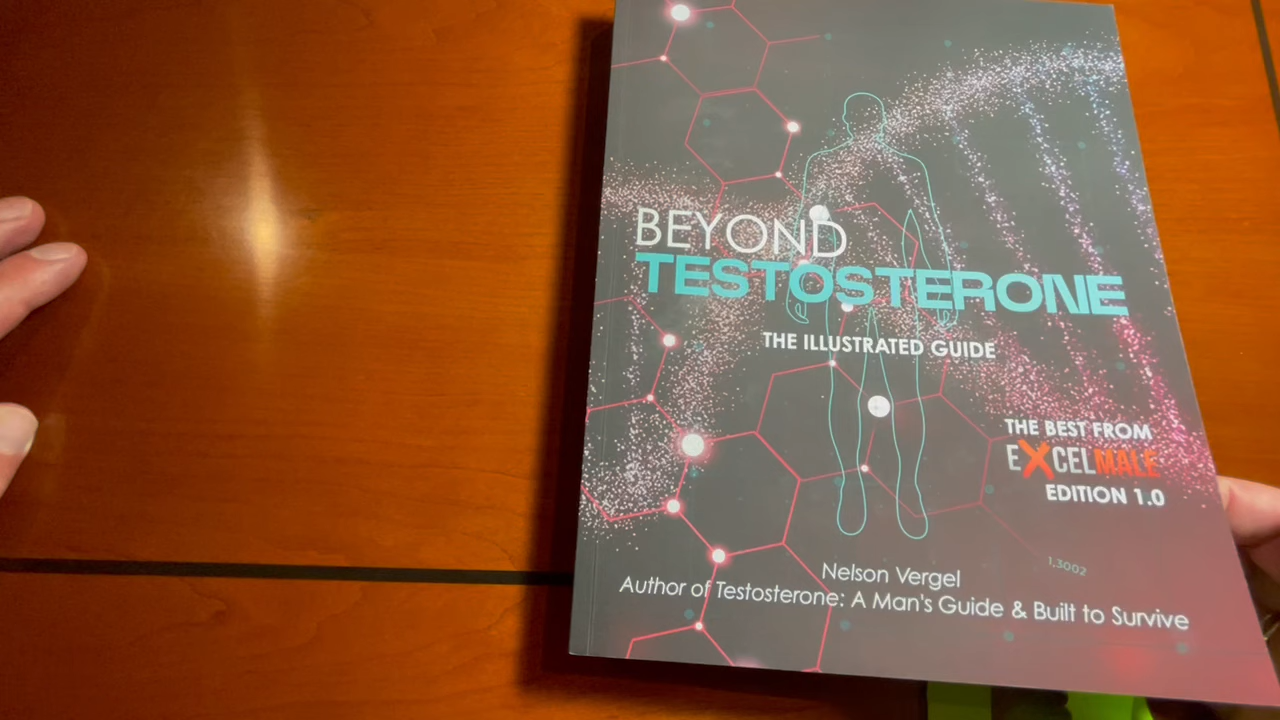 BEYOND
TESTOSTERONE
THE ILLUSTRATED GUIDE
THE BEST FROM
EXCELMALE
EDITION 1.0
1,3002
Nelson Vergel
Author of Testosterone: A Man's Guide & Built to Survive